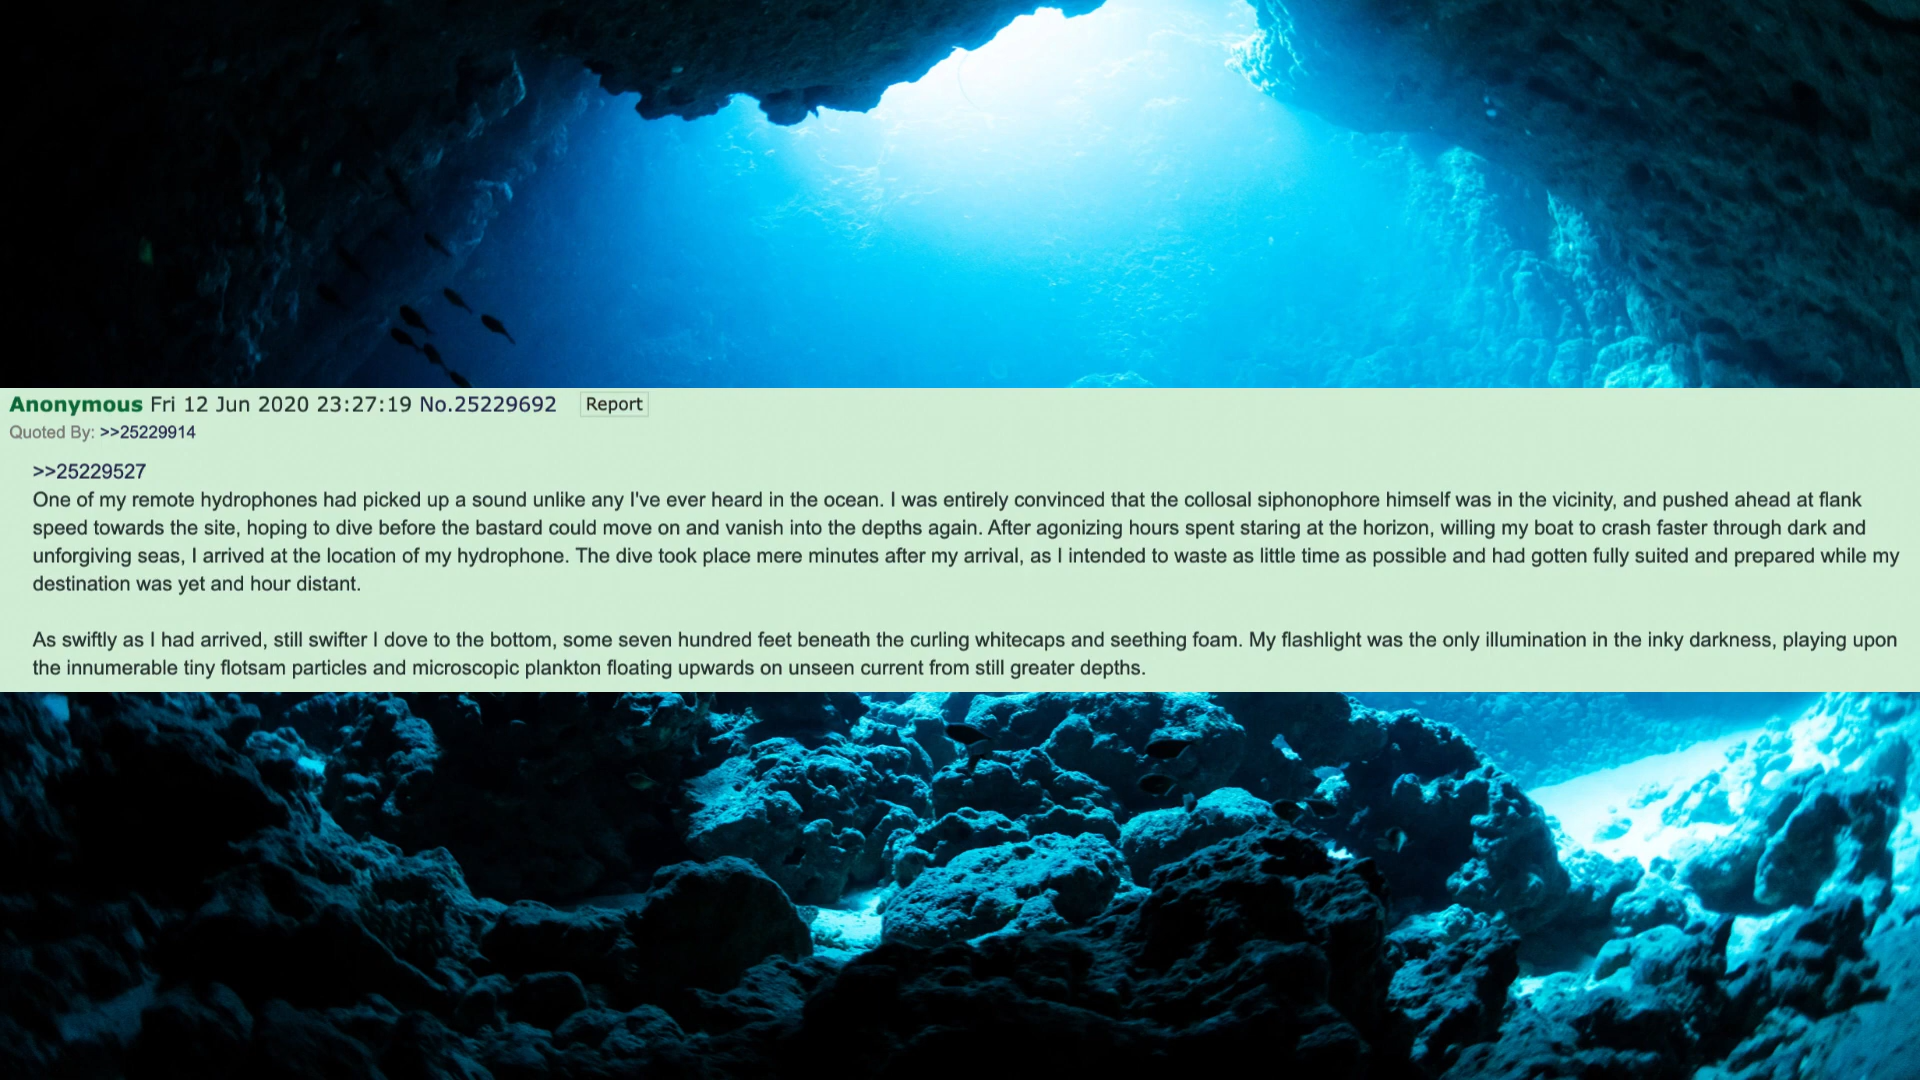 Anonymous Fri 12 Jun 2020 23:27:19 No.25229692 Report
Quoted By: >>25229914
>>25229527
One of my remote hydrophones had picked up a sound unlike any I've ever heard in the ocean. I was entirely convinced that the collosal siphonophore himself was in the vicinity, and pushed ahead at flank
speed towards the site, hoping to dive before the bastard could move on and vanish into the depths again. After agonizing hours spent staring at the horizon, willing my boat to crash faster through dark and
unforgiving seas, I arrived at the location of my hydrophone. The dive took place mere minutes after my arrival, as I intended to waste as little time as possible and had gotten fully suited and prepared while my
destination was yet and hour distant.
As swiftly as I had arrived, still swifter I dove to the bottom, some seven hundred feet beneath the curling whitecaps and seething foam. My flashlight was the only illumination in the inky darkness, playing upon
the innumerable tiny flotsam particles and microscopic plankton floating upwards on unseen current from still greater depths.